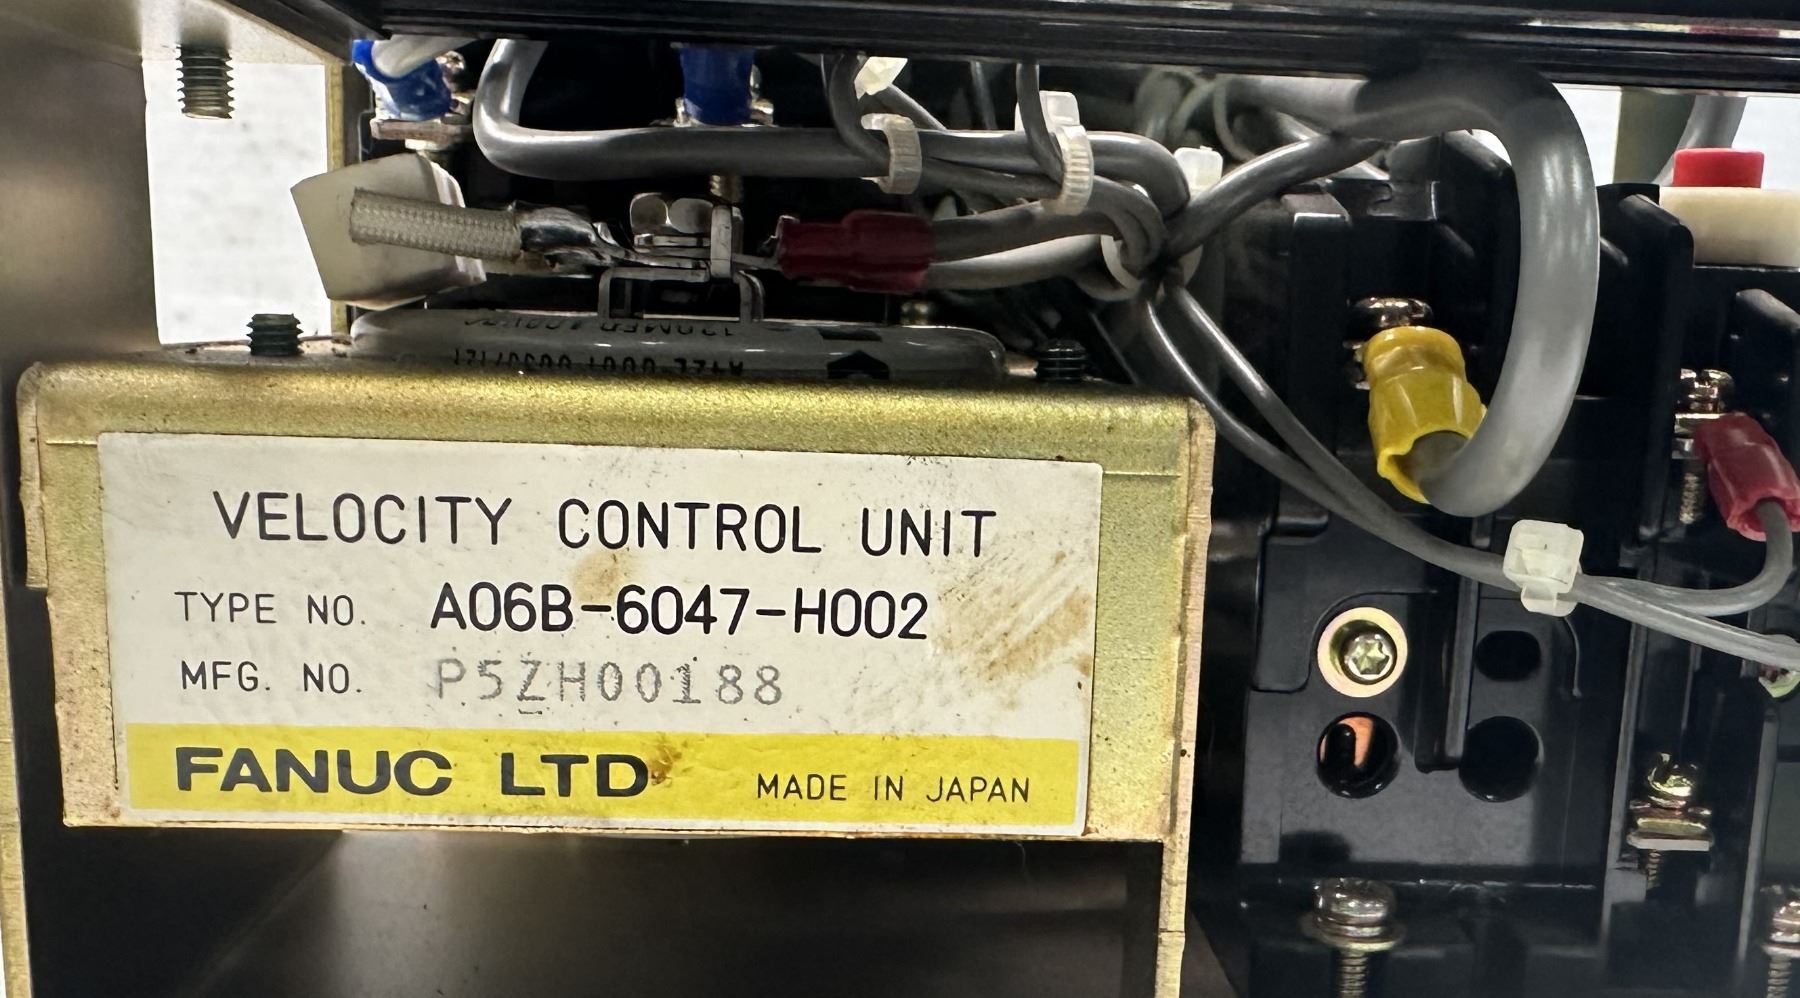 VELOCITY CONTROL UNIT
TYPE NO. A06B-6047-H002
MFG. NO. P5ZH00188
FANUC LTD MADE IN JAPAN